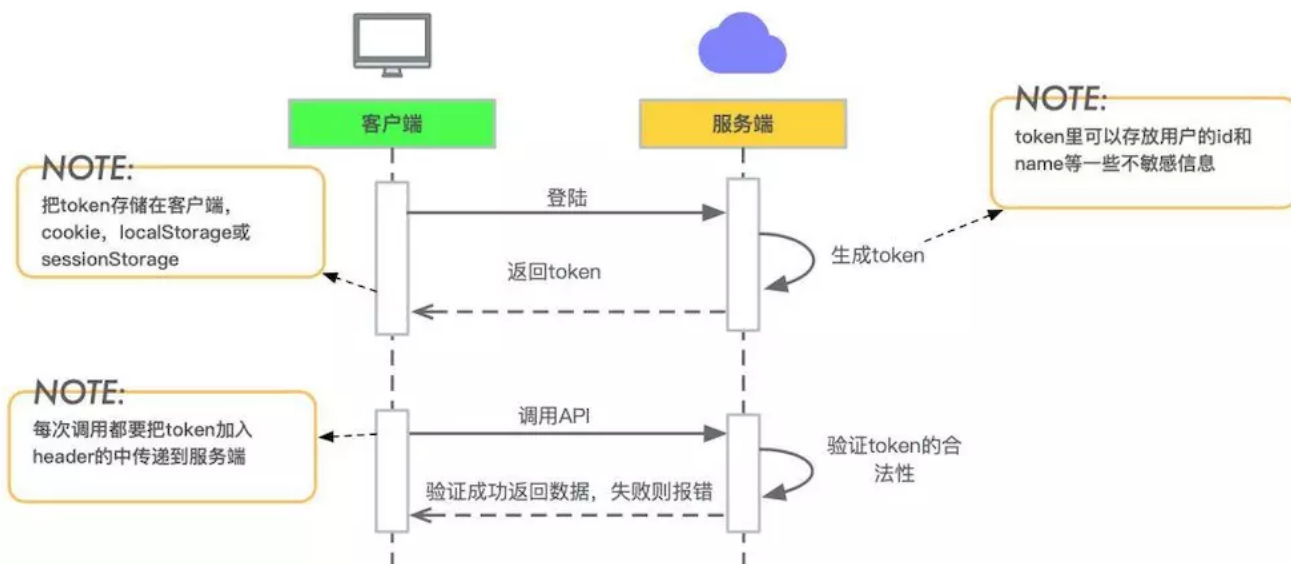 客户端
服务端
NOTE:
token里可以存放用户的id和
name等一些不敏感信息
NOTE:
把token存储在客户端，
cookie，localStorage或
sessionStorage
登陆
生成token
返回token
NOTE:
每次调用都要把token加入
header的中传递到服务端
调用API
验证token的合
法性
验证成功返回数据，失败则报错